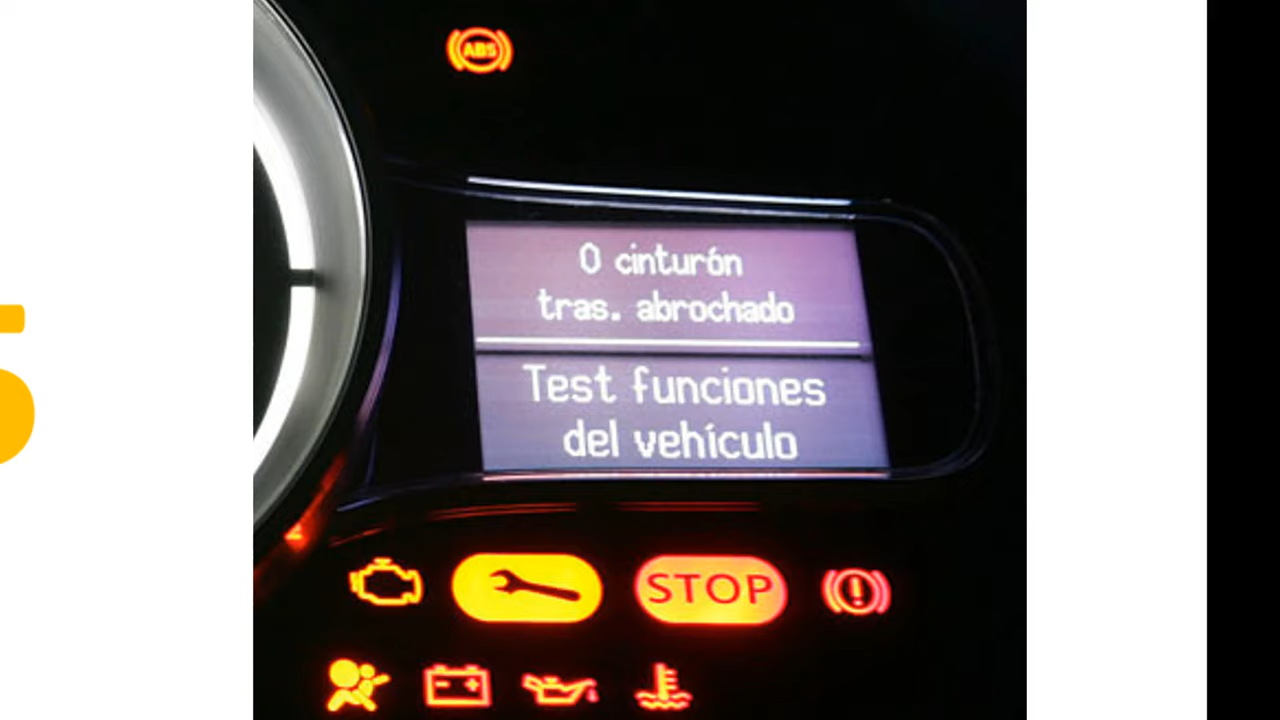 ABS
0 cinturón
tras. abrochado
Test funciones
del vehículo
STOP